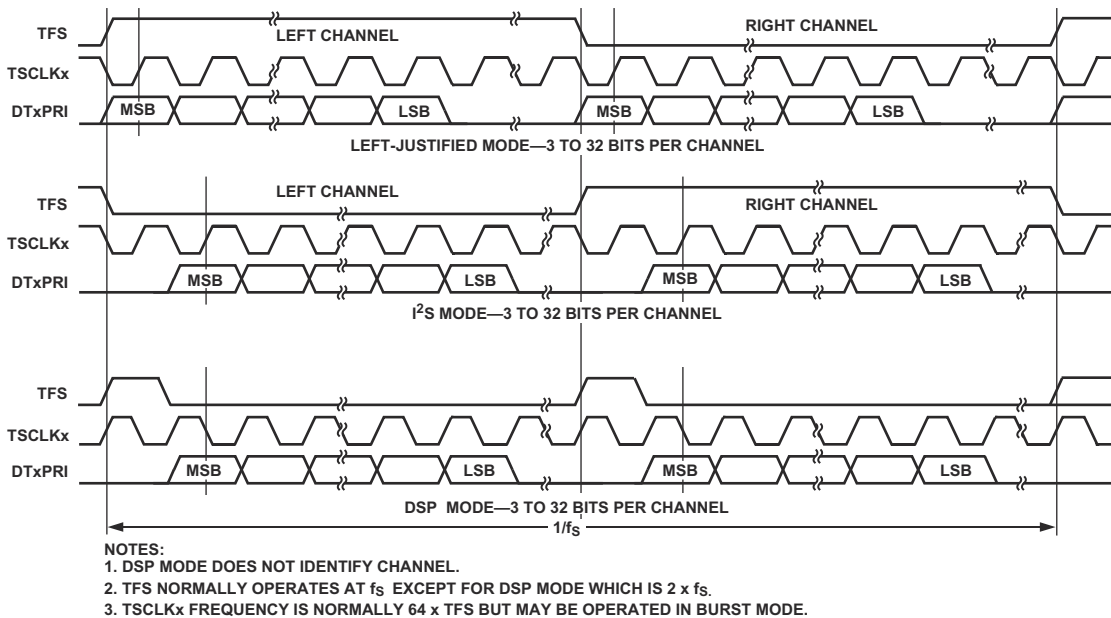 LEFT CHANNEL RIGHT CHANNEL
TFS
TSCLKx
DTxPRI MSB LSB MSB LSB
LEFT-JUSTIFIED MODE—3 TO 32 BITS PER CHANNEL
LEFT CHANNEL RIGHT CHANNEL
TFS
TSCLKx
DTxPRI MSB LSB MSB LSB
I²S MODE—3 TO 32 BITS PER CHANNEL
TFS
TSCLKx
DTxPRI MSB LSB MSB LSB
DSP MODE—3 TO 32 BITS PER CHANNEL
1/fS
NOTES:
1. DSP MODE DOES NOT IDENTIFY CHANNEL.
2. TFS NORMALLY OPERATES AT fS EXCEPT FOR DSP MODE WHICH IS 2 x fS.
3. TSCLKx FREQUENCY IS NORMALLY 64 x TFS BUT MAY BE OPERATED IN BURST MODE.